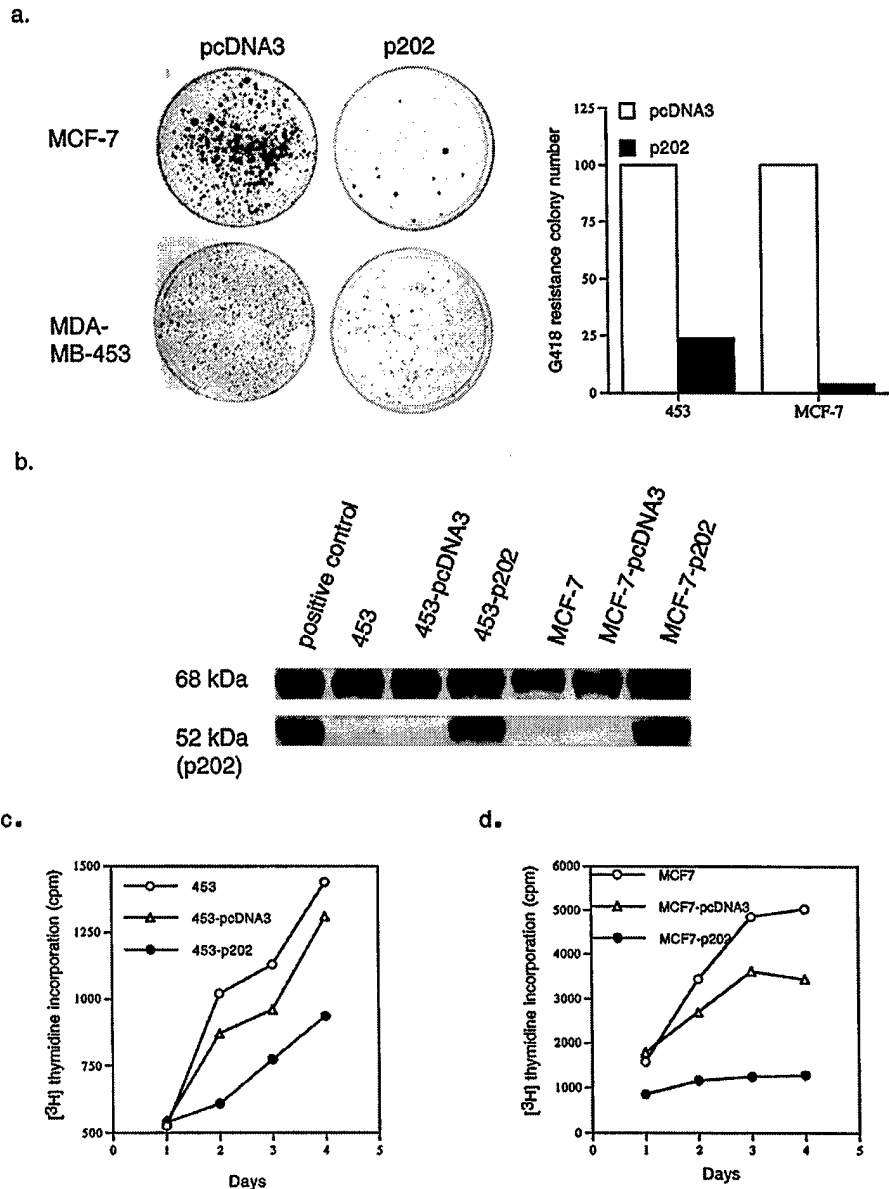 a.
pcDNA3
p202
MCF-7
MDA-
MB-453
G418 resistance colony number
125
100
75
50
25
0
pcDNA3
p202
453
MCF-7
b.
positive control
453
453-pcDNA3
453-p202
MCF-7
MCF-7-pcDNA3
MCF-7-p202
68 kDa
52 kDa
(p202)
c.
[³H] thymidine incorporation (cpm)
1500
1250
1000
750
500
453
453-pcDNA3
453-p202
0
1
2
3
4
5
Days
d.
[³H] thymidine incorporation (cpm)
6000
5000
4000
3000
2000
1000
0
MCF7
MCF7-pcDNA3
MCF7-p202
0
1
2
3
4
5
Days